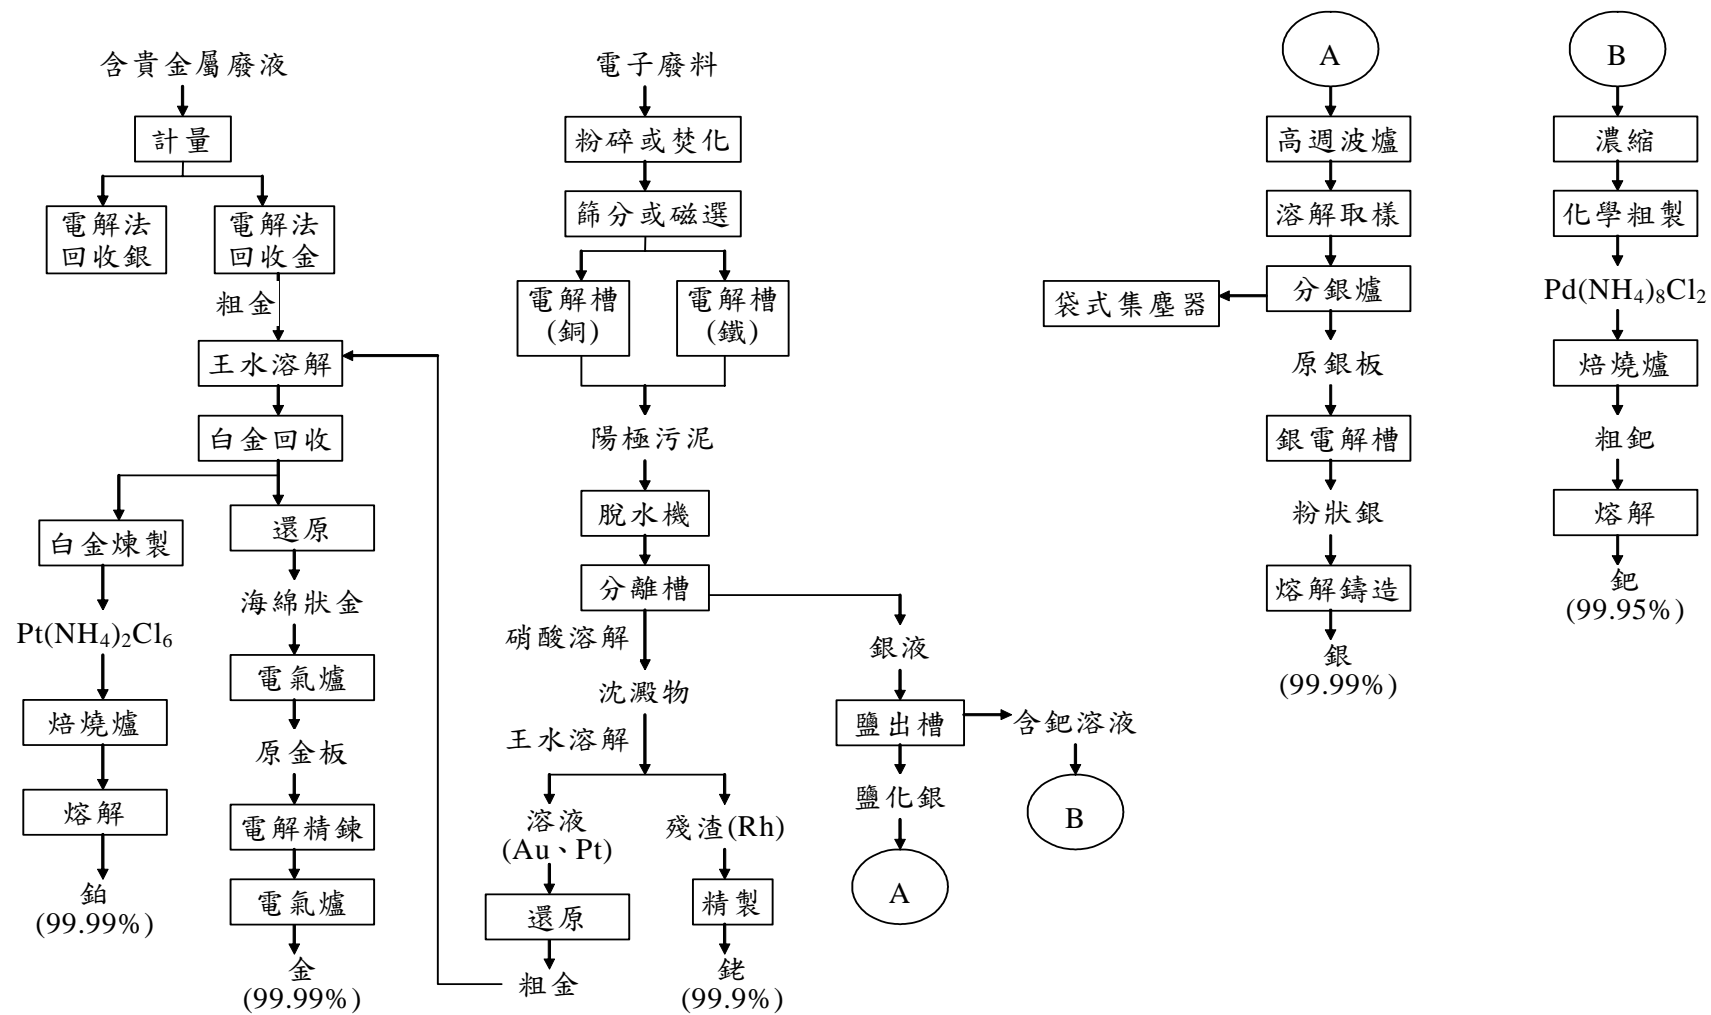 含貴金屬廢液
計量
電解法
回收銀
電解法
回收金
粗金
王水溶解
白金回收
白金煉製
Pt(NH4)2Cl6
焙燒爐
熔解
鉑
(99.99%)
還原
海綿狀金
電氣爐
原金板
電解精鍊
電氣爐
金
(99.99%)
電子廢料
粉碎或焚化
篩分或磁選
電解槽
(銅)
電解槽
(鐵)
陽極污泥
脫水機
分離槽
硝酸溶解
沈澱物
王水溶解
溶液
(Au、Pt)
還原
粗金
殘渣(Rh)
精製
銠
(99.9%)
銀液
鹽出槽
含鈀溶液
B
鹽化銀
A
A
高週波爐
溶解取樣
分銀爐
袋式集塵器
原銀板
銀電解槽
粉狀銀
熔解鑄造
銀
(99.99%)
B
濃縮
化學粗製
Pd(NH4)8Cl2
焙燒爐
粗鈀
熔解
鈀
(99.95%)